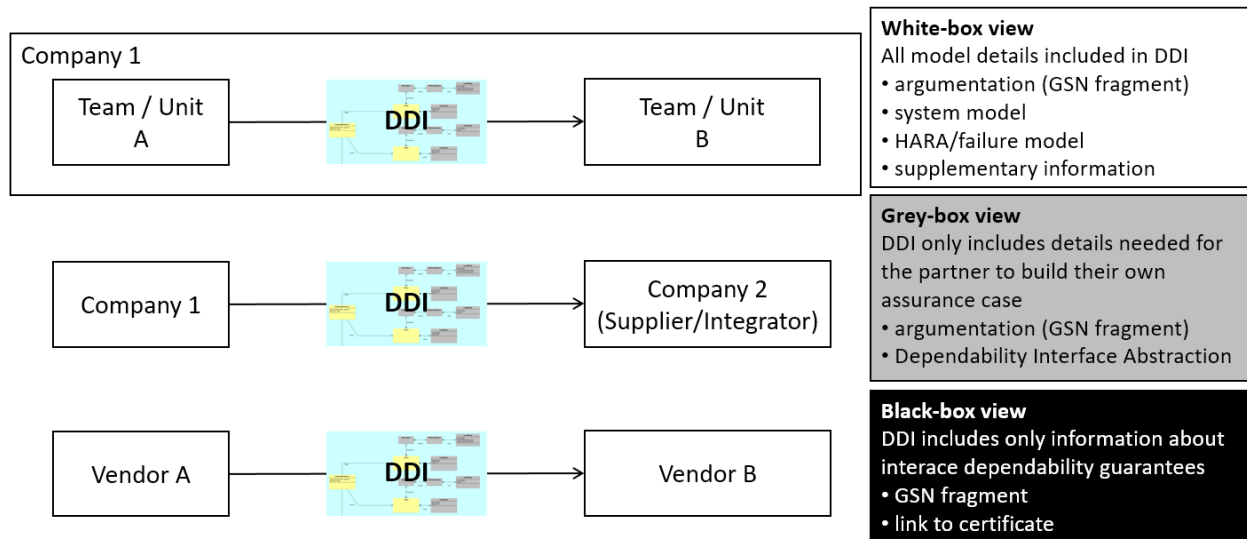 Company 1
Team / Unit
A
DDI
Team / Unit
B
White-box view
All model details included in DDI
• argumentation (GSN fragment)
• system model
• HARA/failure model
• supplementary information
Company 1
DDI
Company 2
(Supplier/Integrator)
Grey-box view
DDI only includes details needed for
the partner to build their own
assurance case
• argumentation (GSN fragment)
• Dependability Interface Abstraction
Vendor A
DDI
Vendor B
Black-box view
DDI includes only information about
interace dependability guarantees
• GSN fragment
• link to certificate